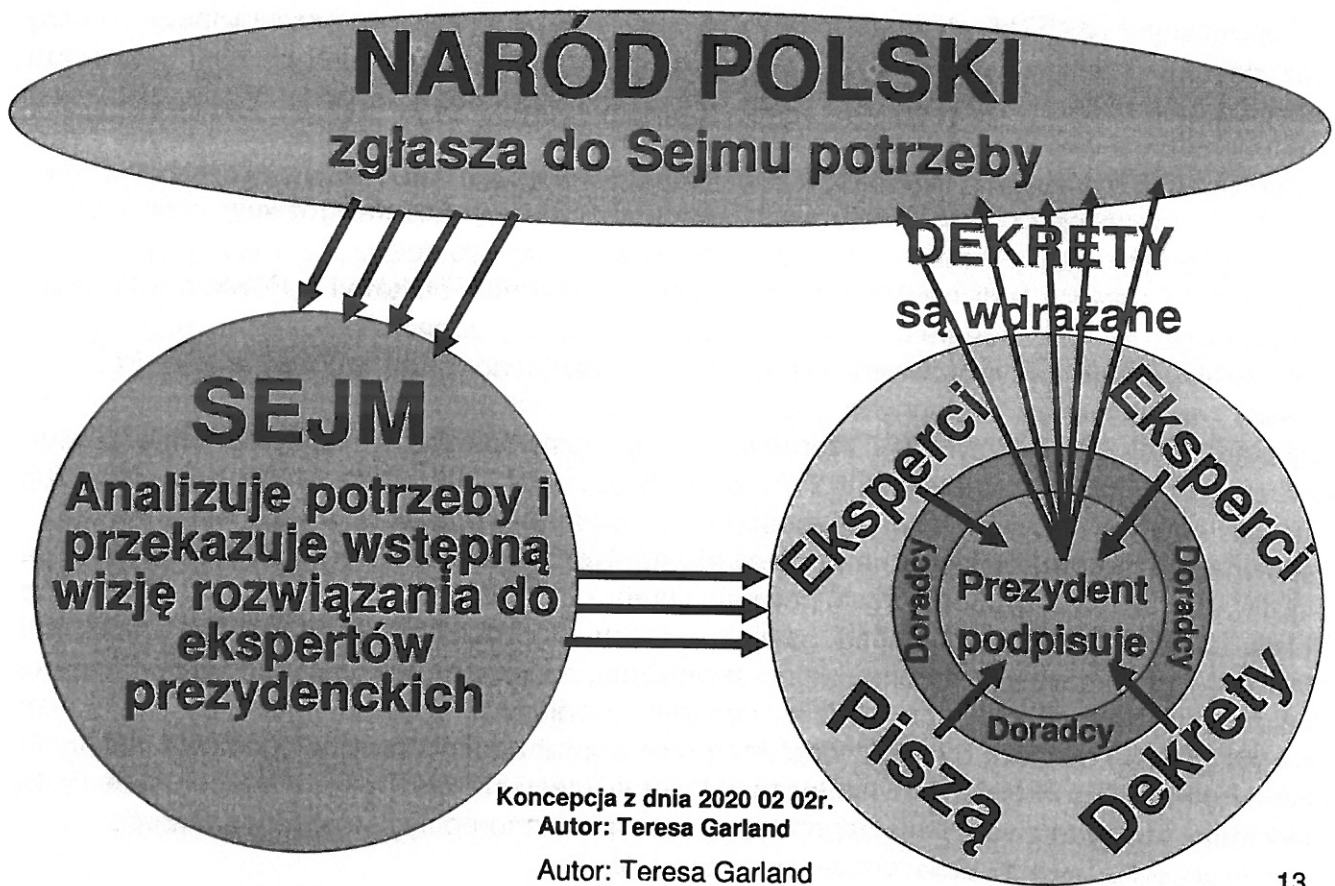 NARÓD POLSKI
zgłasza do Sejmu potrzeby
DEKRETY
są wdrażane
SEJM
Analizuje potrzeby i
przekazuje wstępną
wizję rozwiązania do
ekspertów
prezydenckich
Eksperci
Eksperci
Doradcy
Doradcy
Prezydent
podpisuje
Doradcy
Piszą
Dekrety
Koncepcja z dnia 2020 02 02r.
Autor: Teresa Garland
Autor: Teresa Garland
13